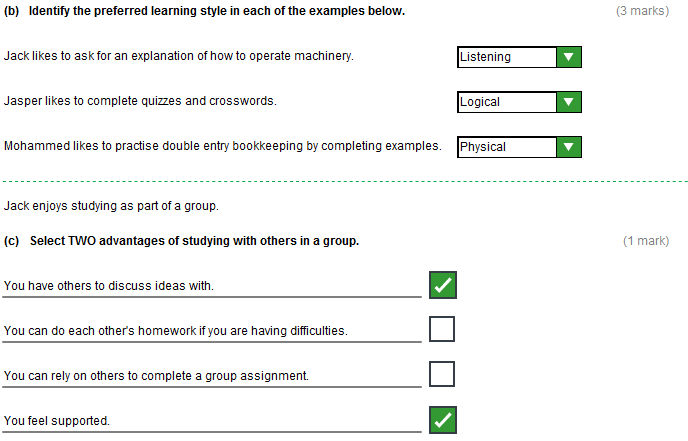 (b) Identify the preferred learning style in each of the examples below. (3 marks)
Jack likes to ask for an explanation of how to operate machinery. Listening
Jasper likes to complete quizzes and crosswords. Logical
Mohammed likes to practise double entry bookkeeping by completing examples. Physical
Jack enjoys studying as part of a group.
(c) Select TWO advantages of studying with others in a group. (1 mark)
You have others to discuss ideas with.
You can do each other's homework if you are having difficulties.
You can rely on others to complete a group assignment.
You feel supported.